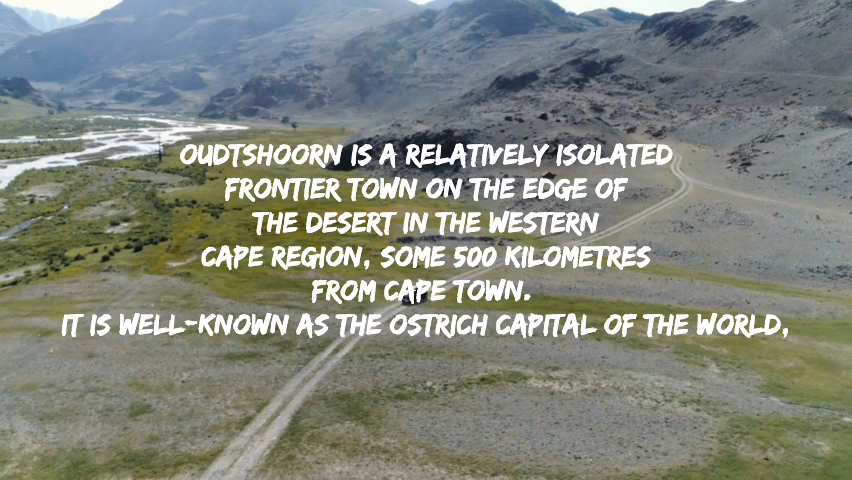 OUDTSHOORN IS A RELATIVELY ISOLATED
FRONTIER TOWN ON THE EDGE OF
THE DESERT IN THE WESTERN
CAPE REGION, SOME 500 KILOMETRES
FROM CAPE TOWN.
IT IS WELL-KNOWN AS THE OSTRICH CAPITAL OF THE WORLD,